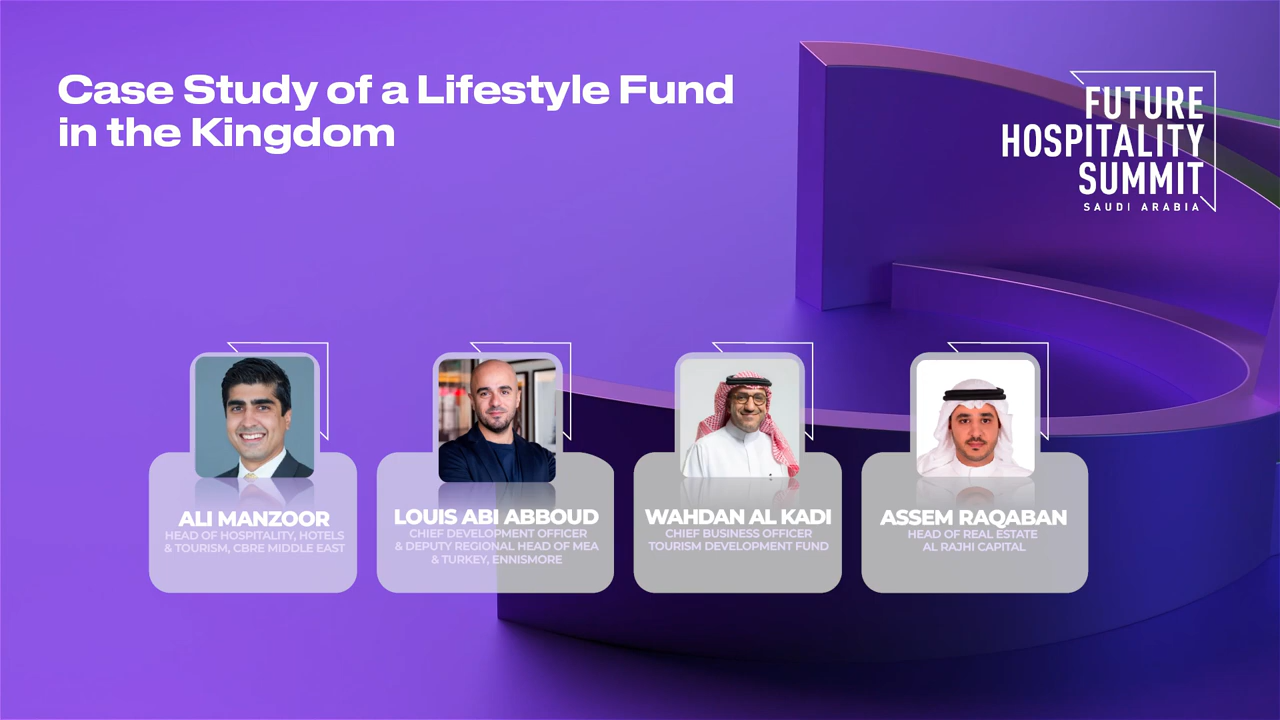 Case Study of a Lifestyle Fund
in the Kingdom
FUTURE
HOSPITALITY
SUMMIT
SAUDI ARABIA
ALI MANZOOR
HEAD OF HOSPITALITY, HOTELS
& TOURISM, CBRE MIDDLE EAST
LOUIS ABI ABBOUD
CHIEF DEVELOPMENT OFFICER
& DEPUTY REGIONAL HEAD OF MEA
& TURKEY, ENNISMORE
WAHDAN AL KADI
CHIEF BUSINESS OFFICER
TOURISM DEVELOPMENT FUND
ASSEM RAQABAN
HEAD OF REAL ESTATE
AL RAJHI CAPITAL